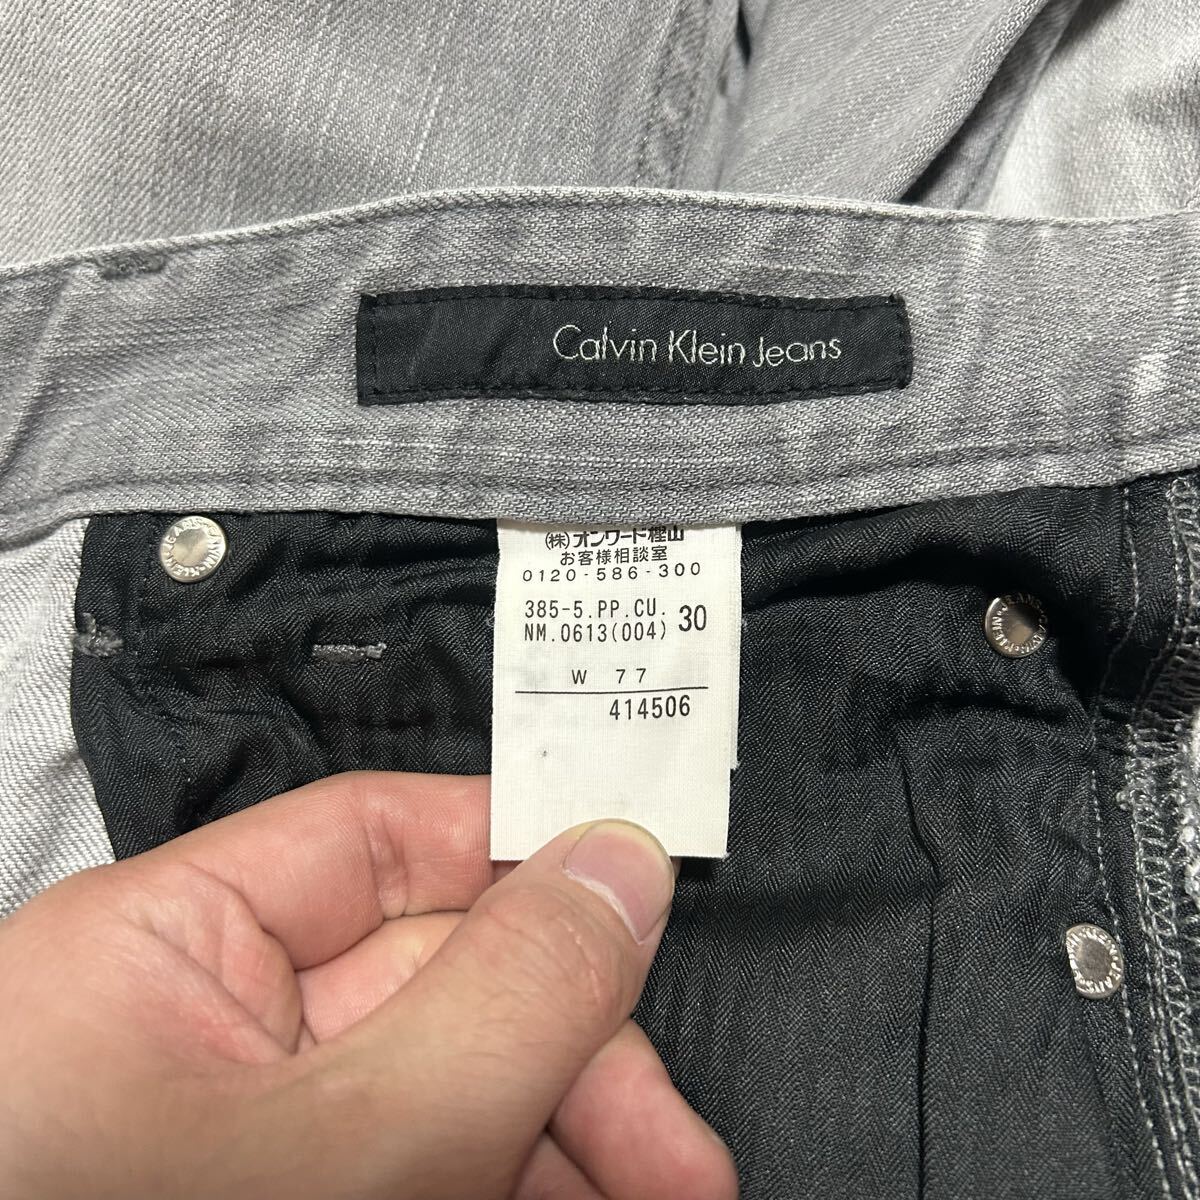 Calvin Klein Jeans
(株)オンワード樫山
お客様相談室
0120-586-300
385-5.PP.CU. 30
NM.0613(004)
W 77
414506